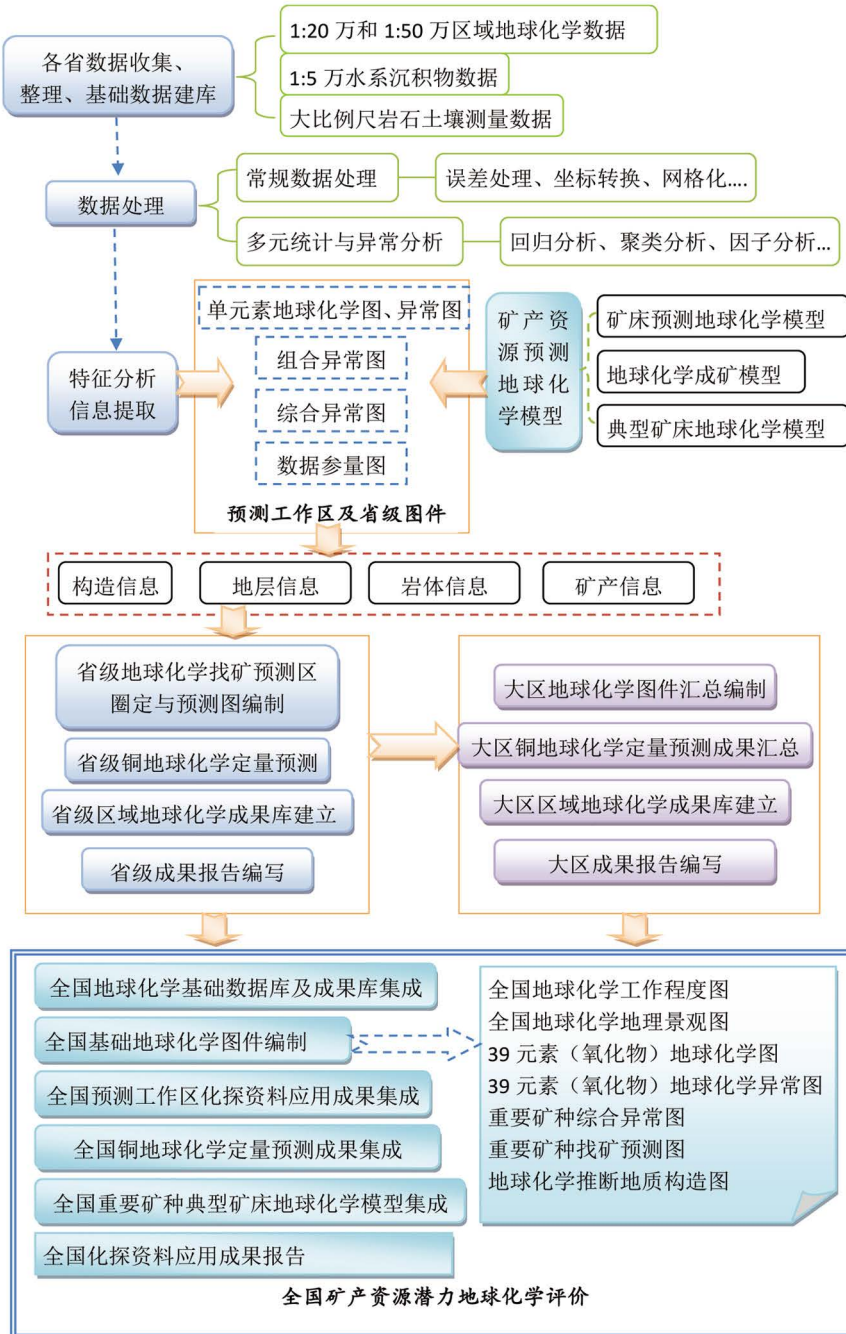 各省数据收集、
整理、基础数据建库
1:20 万和 1:50 万区域地球化学数据
1:5 万水系沉积物数据
大比例尺岩石土壤测量数据
数据处理
常规数据处理
误差处理、坐标转换、网格化....
多元统计与异常分析
回归分析、聚类分析、因子分析...
特征分析
信息提取
单元素地球化学图、异常图
组合异常图
综合异常图
数据参量图
预测工作区及省级图件
矿产资
源预测
地球化
学模型
矿床预测地球化学模型
地球化学成矿模型
典型矿床地球化学模型
构造信息
地层信息
岩体信息
矿产信息
省级地球化学找矿预测区
圈定与预测图编制
省级铜地球化学定量预测
省级区域地球化学成果库建立
省级成果报告编写
大区地球化学图件汇总编制
大区铜地球化学定量预测成果汇总
大区区域地球化学成果库建立
大区成果报告编写
全国地球化学基础数据库及成果库集成
全国基础地球化学图件编制
全国预测工作区化探资料应用成果集成
全国铜地球化学定量预测成果集成
全国重要矿种典型矿床地球化学模型集成
全国化探资料应用成果报告
全国地球化学工作程度图
全国地球化学地理景观图
39 元素（氧化物）地球化学图
39 元素（氧化物）地球化学异常图
重要矿种综合异常图
重要矿种找矿预测图
地球化学推断地质构造图
全国矿产资源潜力地球化学评价